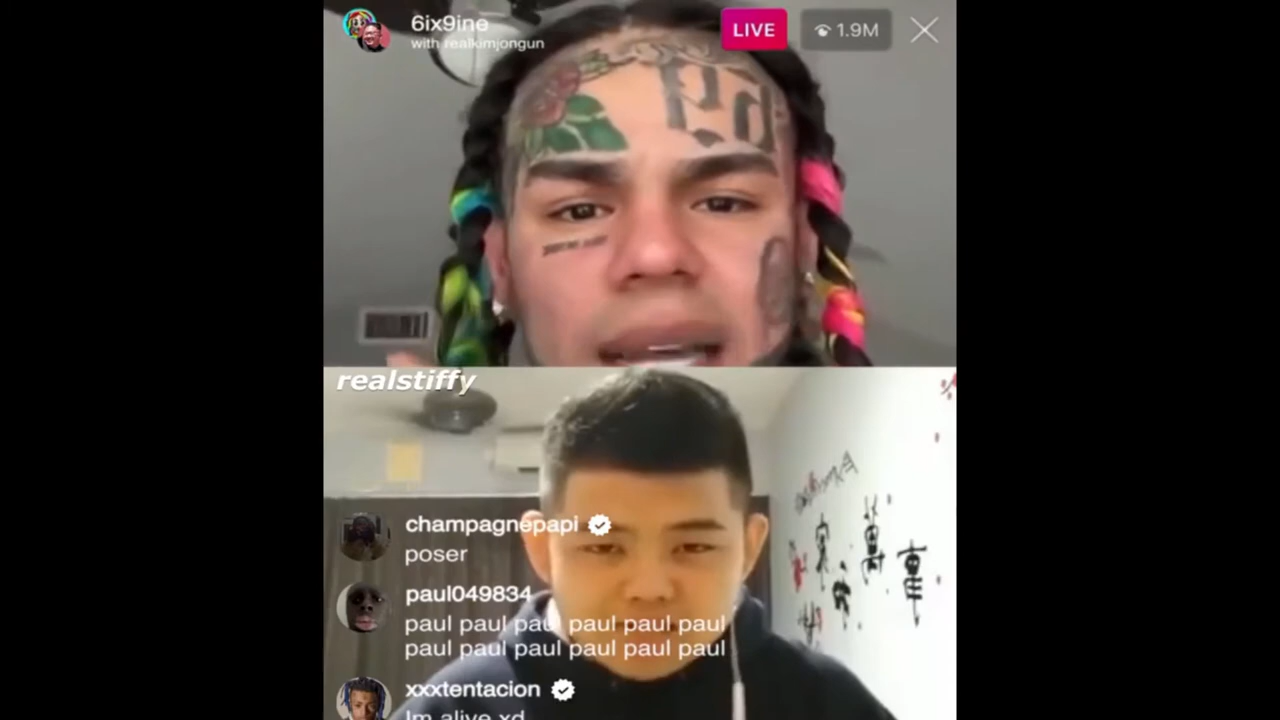 6ix9ine
with realkimjongun
LIVE
1.9M
realstiffy
champagnepapi
poser
paul049834
paul paul paul paul paul paul
paul paul paul paul paul paul
xxxtentacion
Im alive xd